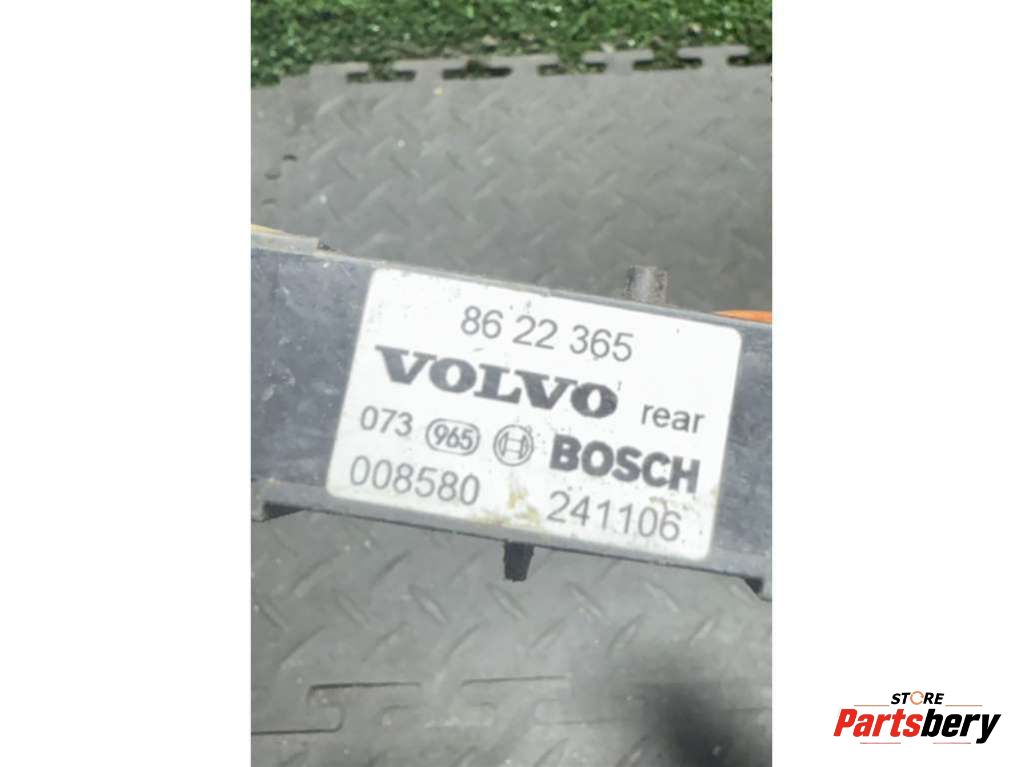 86 22 365
VOLVO rear
073 965 BOSCH
008580 241106
STORE
Partsbery